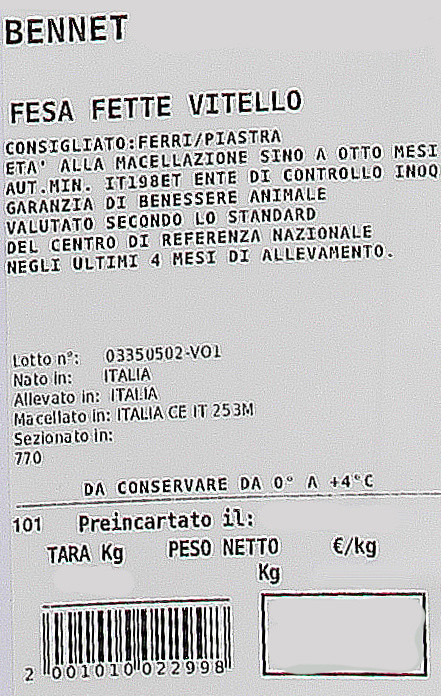 BENNET
FESA FETTE VITELLO
CONSIGLIATO:FERRI/PIASTRA
ETA' ALLA MACELLAZIONE SINO A OTTO MESI
AUT.MIN. IT198ET ENTE DI CONTROLLO INOQ
GARANZIA DI BENESSERE ANIMALE
VALUTATO SECONDO LO STANDARD
DEL CENTRO DI REFERENZA NAZIONALE
NEGLI ULTIMI 4 MESI DI ALLEVAMENTO.
Lotto n°: 03350502-VO1
Nato in: ITALIA
Allevato in: ITALIA
Macellato in: ITALIA CE IT 253M
Sezionato in:
770
DA CONSERVARE DA 0° A +4°C
101 Preincartato il:
TARA Kg PESO NETTO €/kg
Kg
2 001010 022998